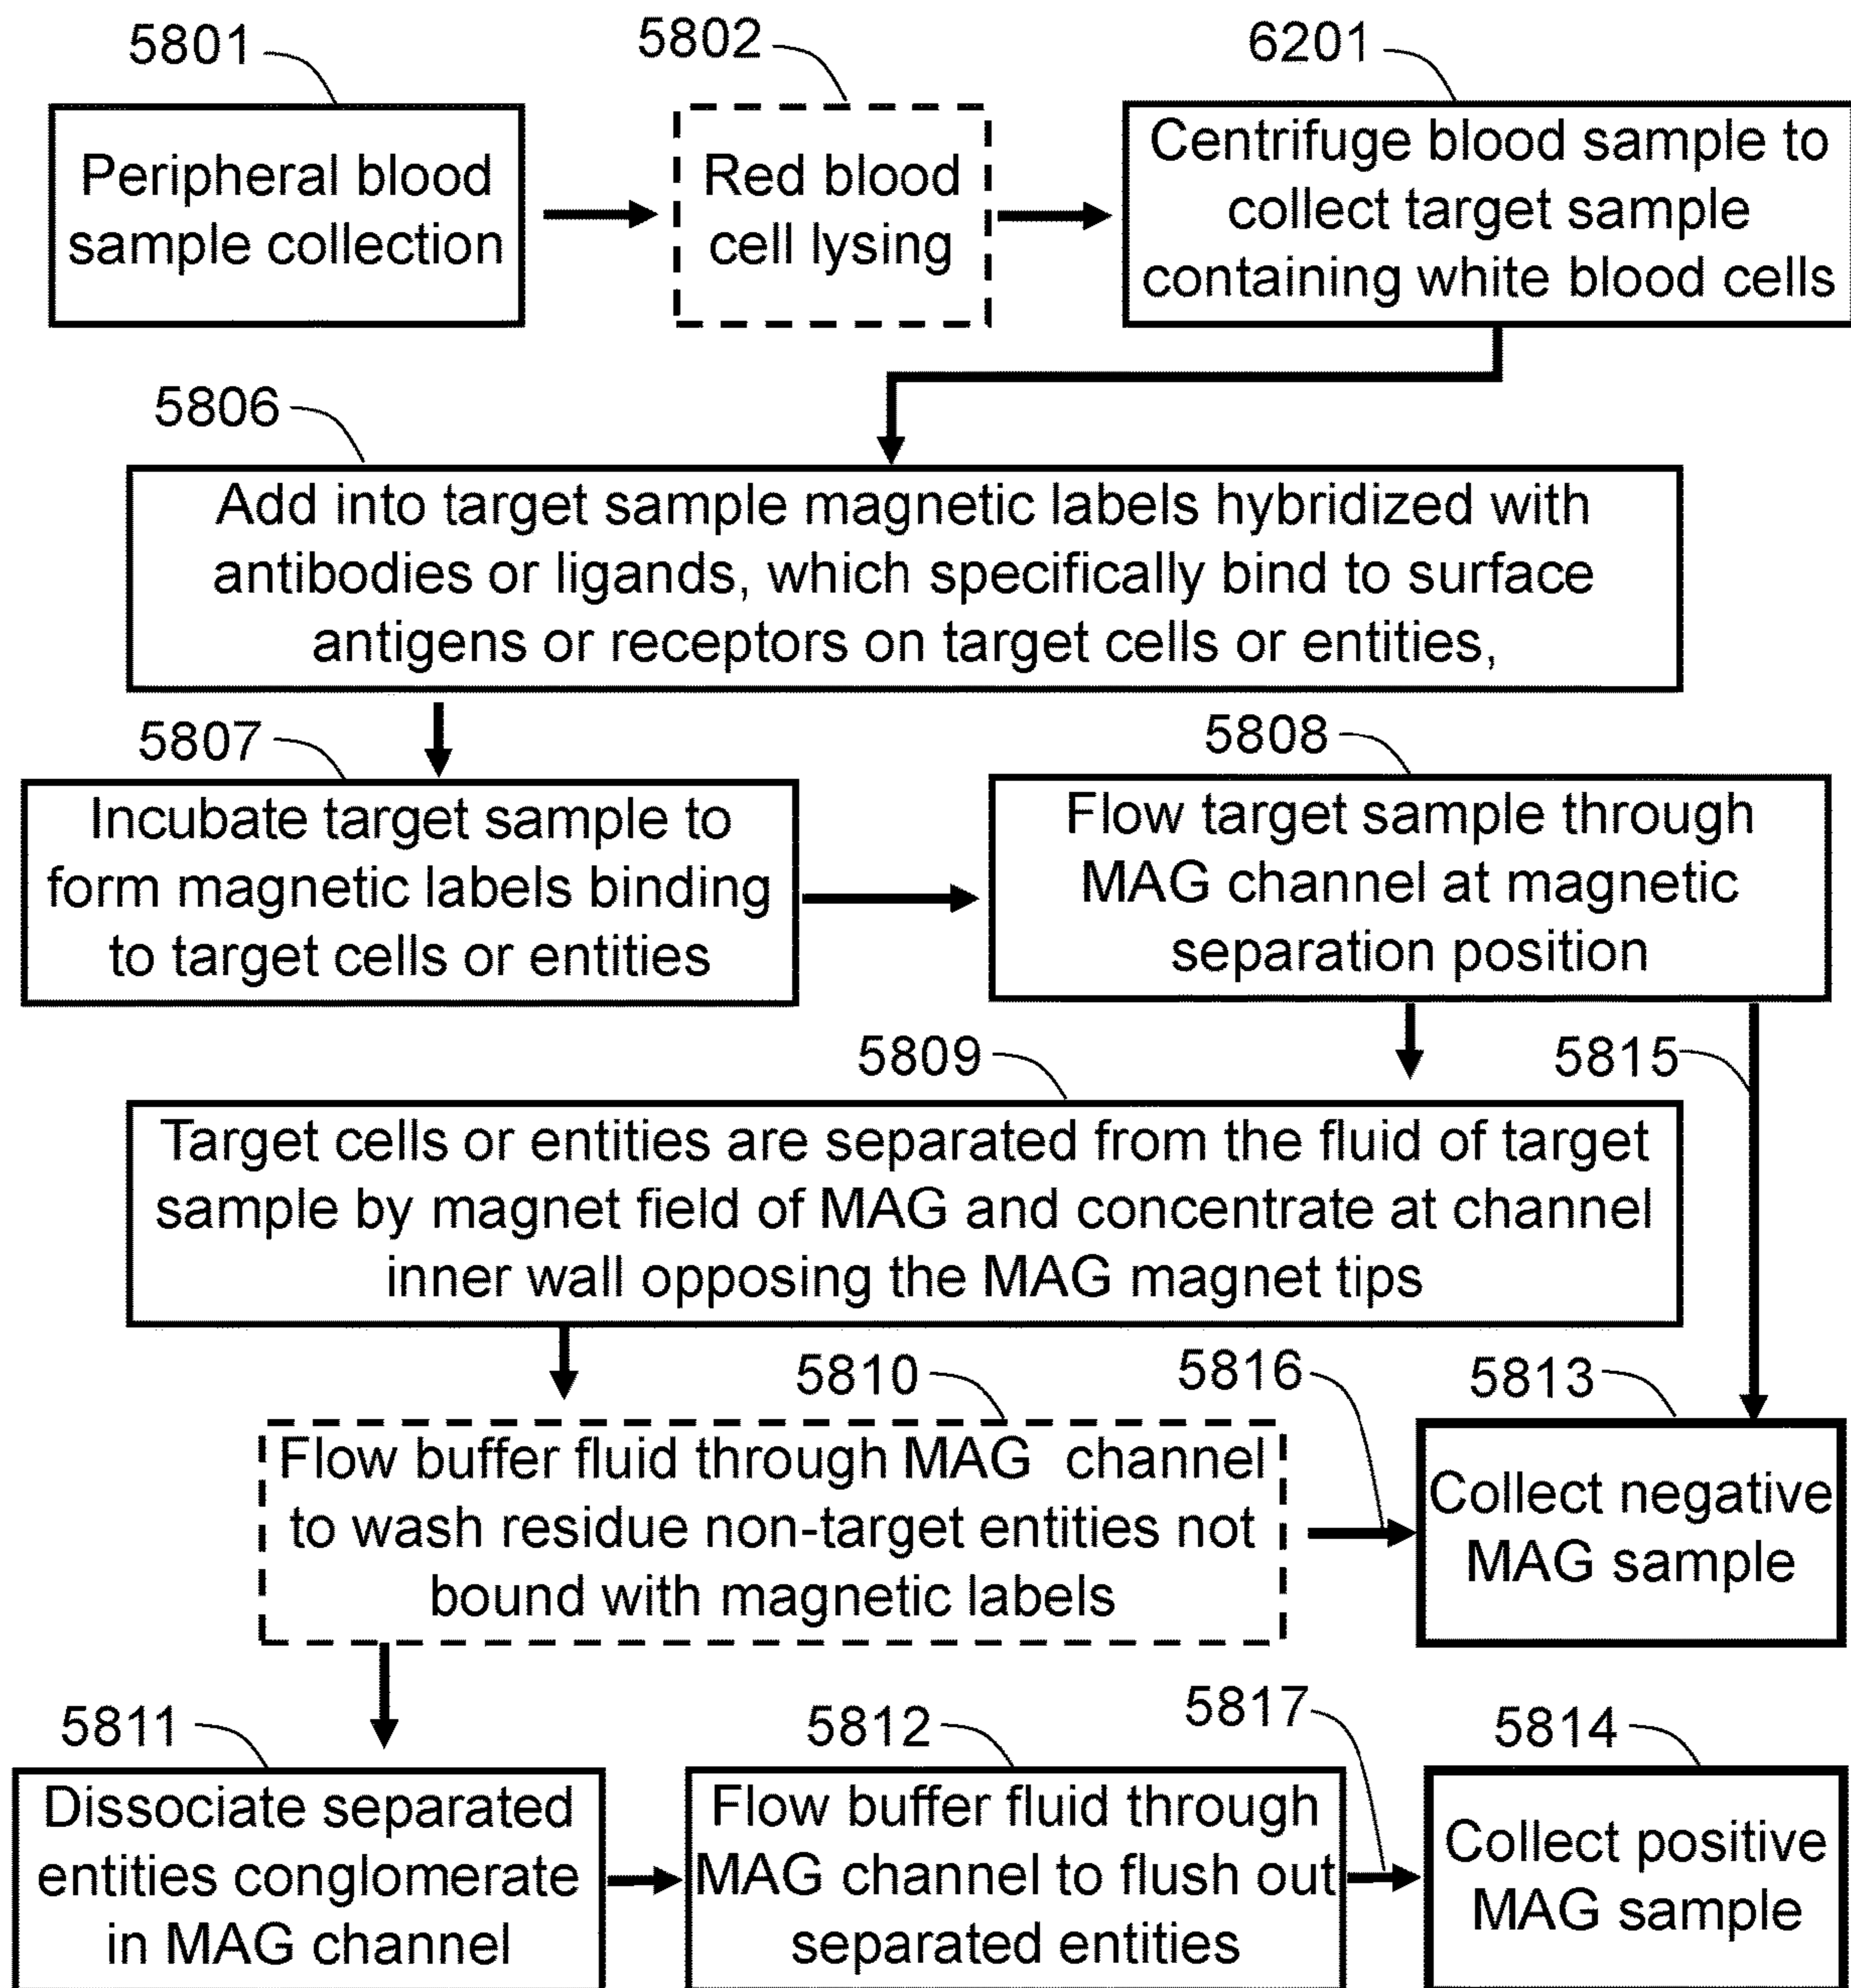 5801
5802
6201
Peripheral blood
sample collection
Red blood
cell lysing
Centrifuge blood sample to
collect target sample
containing white blood cells
5806
Add into target sample magnetic labels hybridized with
antibodies or ligands, which specifically bind to surface
antigens or receptors on target cells or entities,
5807
5808
Incubate target sample to
form magnetic labels binding
to target cells or entities
Flow target sample through
MAG channel at magnetic
separation position
5809
5815
Target cells or entities are separated from the fluid of target
sample by magnet field of MAG and concentrate at channel
inner wall opposing the MAG magnet tips
5810
5816
5813
Flow buffer fluid through MAG channel
to wash residue non-target entities not
bound with magnetic labels
Collect negative
MAG sample
5811
5812
5817
5814
Dissociate separated
entities conglomerate
in MAG channel
Flow buffer fluid through
MAG channel to flush out
separated entities
Collect positive
MAG sample